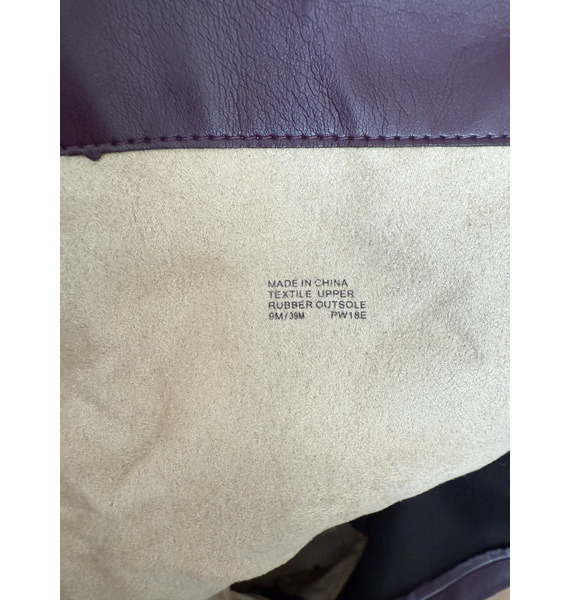 MADE IN CHINA
TEXTILE UPPER
RUBBER OUTSOLE
9M/39M PW18E